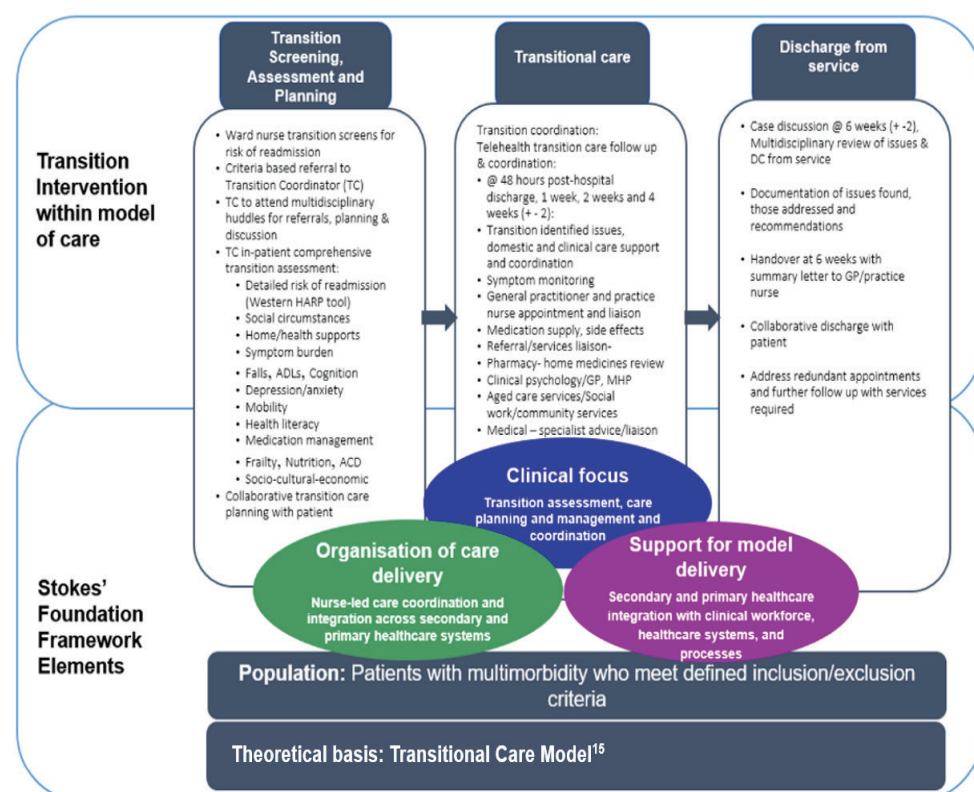 Transition
Screening,
Assessment and
Planning
Transitional care
Discharge from
service
Transition
Intervention
within model
of care
• Ward nurse transition screens for
risk of readmission
• Criteria based referral to
Transition Coordinator (TC)
• TC to attend multidisciplinary
huddles for referrals, planning &
discussion
• TC in-patient comprehensive
transition assessment:
• Detailed risk of readmission
(Western HARP tool)
• Social circumstances
• Home/health supports
• Symptom burden
• Falls, ADLs, Cognition
• Depression/anxiety
• Mobility
• Health literacy
• Medication management
• Frailty, Nutrition, ACD
• Socio-cultural-economic
• Collaborative transition care
planning with patient
Transition coordination:
Telehealth transition care follow up
& coordination:
• @ 48 hours post-hospital
discharge, 1 week, 2 weeks and 4
weeks (+ - 2):
• Transition identified issues,
domestic and clinical care support
and coordination
• Symptom monitoring
• General practitioner and practice
nurse appointment and liaison
• Medication supply, side effects
• Referral/services liaison-
• Pharmacy- home medicines review
• Clinical psychology/GP, MHP
• Aged care services/Social
work/community services
• Medical – specialist advice/liaison
• Case discussion @ 6 weeks (+ -2),
Multidisciplinary review of issues &
DC from service
• Documentation of issues found,
those addressed and
recommendations
• Handover at 6 weeks with
summary letter to GP/practice
nurse
• Collaborative discharge with
patient
• Address redundant appointments
and further follow up with services
required
Stokes'
Foundation
Framework
Elements
Clinical focus
Transition assessment, care
planning and management and
coordination
Organisation of care
delivery
Nurse-led care coordination and
integration across secondary and
primary healthcare systems
Support for model
delivery
Secondary and primary healthcare
integration with clinical workforce,
healthcare systems, and
processes
Population: Patients with multimorbidity who meet defined inclusion/exclusion
criteria
Theoretical basis: Transitional Care Model15